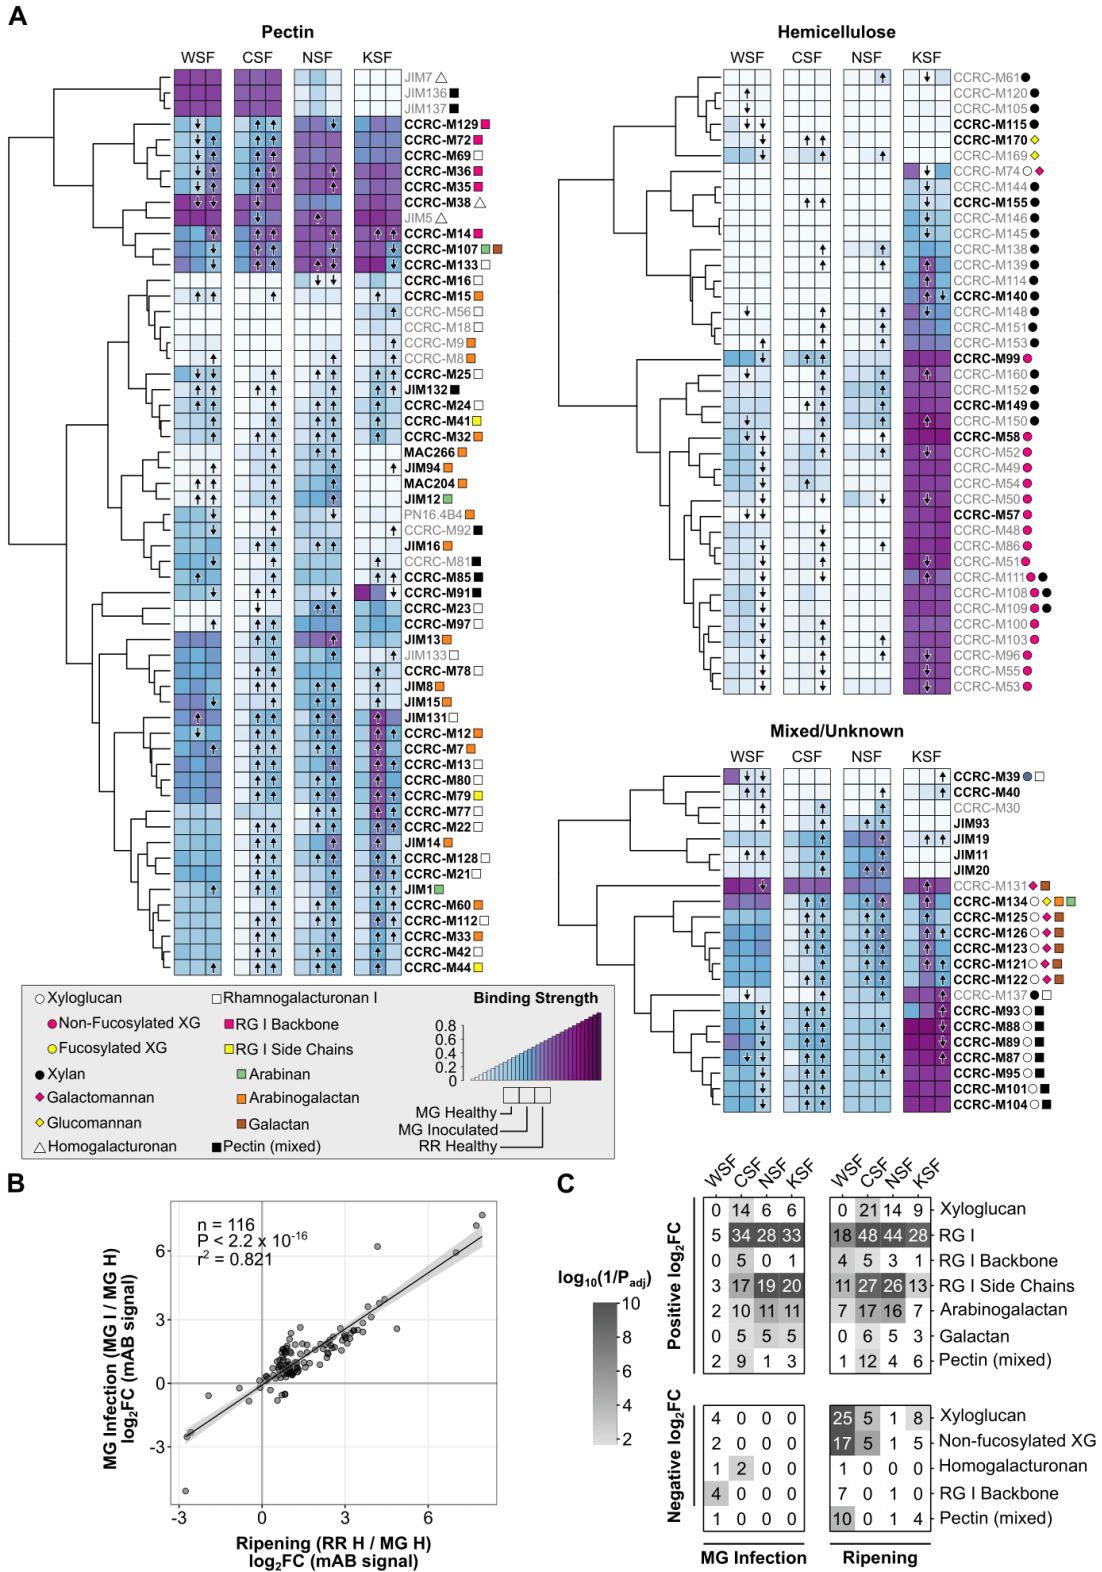 A
Pectin
WSF CSF NSF KSF
JIM7
JIM136
JIM137
CCRC-M129
CCRC-M72
CCRC-M69
CCRC-M36
CCRC-M35
CCRC-M38
JIM5
CCRC-M14
CCRC-M107
CCRC-M133
CCRC-M16
CCRC-M15
CCRC-M56
CCRC-M18
CCRC-M9
CCRC-M8
CCRC-M25
JIM132
CCRC-M24
CCRC-M41
CCRC-M32
MAC266
JIM94
MAC204
JIM12
PN16.4B4
CCRC-M92
JIM16
CCRC-M81
CCRC-M85
CCRC-M91
CCRC-M23
CCRC-M97
JIM13
JIM133
CCRC-M78
JIM8
JIM15
JIM131
CCRC-M12
CCRC-M7
CCRC-M13
CCRC-M80
CCRC-M79
CCRC-M77
CCRC-M22
JIM14
CCRC-M128
CCRC-M21
JIM1
CCRC-M60
CCRC-M112
CCRC-M33
CCRC-M42
CCRC-M44
Hemicellulose
WSF CSF NSF KSF
CCRC-M61
CCRC-M120
CCRC-M105
CCRC-M115
CCRC-M170
CCRC-M169
CCRC-M74
CCRC-M144
CCRC-M155
CCRC-M146
CCRC-M145
CCRC-M138
CCRC-M139
CCRC-M114
CCRC-M140
CCRC-M148
CCRC-M151
CCRC-M153
CCRC-M99
CCRC-M160
CCRC-M152
CCRC-M149
CCRC-M150
CCRC-M58
CCRC-M52
CCRC-M49
CCRC-M54
CCRC-M50
CCRC-M57
CCRC-M48
CCRC-M86
CCRC-M51
CCRC-M111
CCRC-M108
CCRC-M109
CCRC-M100
CCRC-M103
CCRC-M96
CCRC-M55
CCRC-M53
Mixed/Unknown
WSF CSF NSF KSF
CCRC-M39
CCRC-M40
CCRC-M30
JIM93
JIM19
JIM11
JIM20
CCRC-M131
CCRC-M134
CCRC-M125
CCRC-M126
CCRC-M123
CCRC-M121
CCRC-M122
CCRC-M137
CCRC-M93
CCRC-M88
CCRC-M89
CCRC-M87
CCRC-M95
CCRC-M101
CCRC-M104
Xyloglucan
Non-Fucosylated XG
Fucosylated XG
Xylan
Galactomannan
Glucomannan
Homogalacturonan
Rhamnogalacturonan I
RG I Backbone
RG I Side Chains
Arabinan
Arabinogalactan
Galactan
Pectin (mixed)
Binding Strength
0.8
0.6
0.4
0.2
0
MG Healthy
MG Inoculated
RR Healthy
B
n = 116
P < 2.2 x 10-16
r2 = 0.821
6
3
0
-3
-3 0 3 6
MG Infection (MG I / MG H)
log2FC (mAB signal)
Ripening (RR H / MG H)
log2FC (mAB signal)
C
log10(1/Padj)
10
8
6
4
2
WSF CSF NSF KSF WSF CSF NSF KSF
Positive log2FC
0 14 6 6 0 21 14 9 Xyloglucan
5 34 28 33 18 48 44 28 RG I
0 5 0 1 4 5 3 1 RG I Backbone
3 17 19 20 11 27 26 13 RG I Side Chains
2 10 11 11 7 17 16 7 Arabinogalactan
0 5 5 5 0 6 5 3 Galactan
2 9 1 3 1 12 4 6 Pectin (mixed)
Negative log2FC
4 0 0 0 25 5 1 8 Xyloglucan
2 0 0 0 17 5 1 5 Non-fucosylated XG
1 2 0 0 1 0 0 0 Homogalacturonan
4 0 0 0 7 0 1 0 RG I Backbone
1 0 0 0 10 0 1 4 Pectin (mixed)
MG Infection Ripening